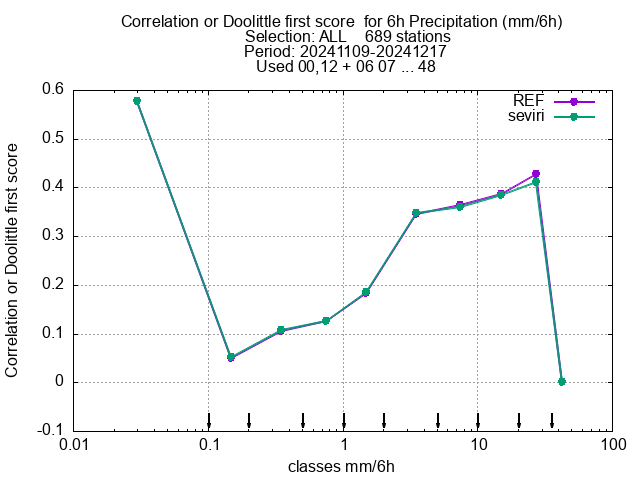 Correlation or Doolittle first score  for 6h Precipitation (mm/6h)
Selection: ALL    689 stations
Period: 20241109-20241217
Used 00,12 + 06 07 ... 48
REF
seviri
Correlation or Doolittle first score
0.6
0.5
0.4
0.3
0.2
0.1
0
-0.1
0.01
0.1
1
10
100
classes mm/6h